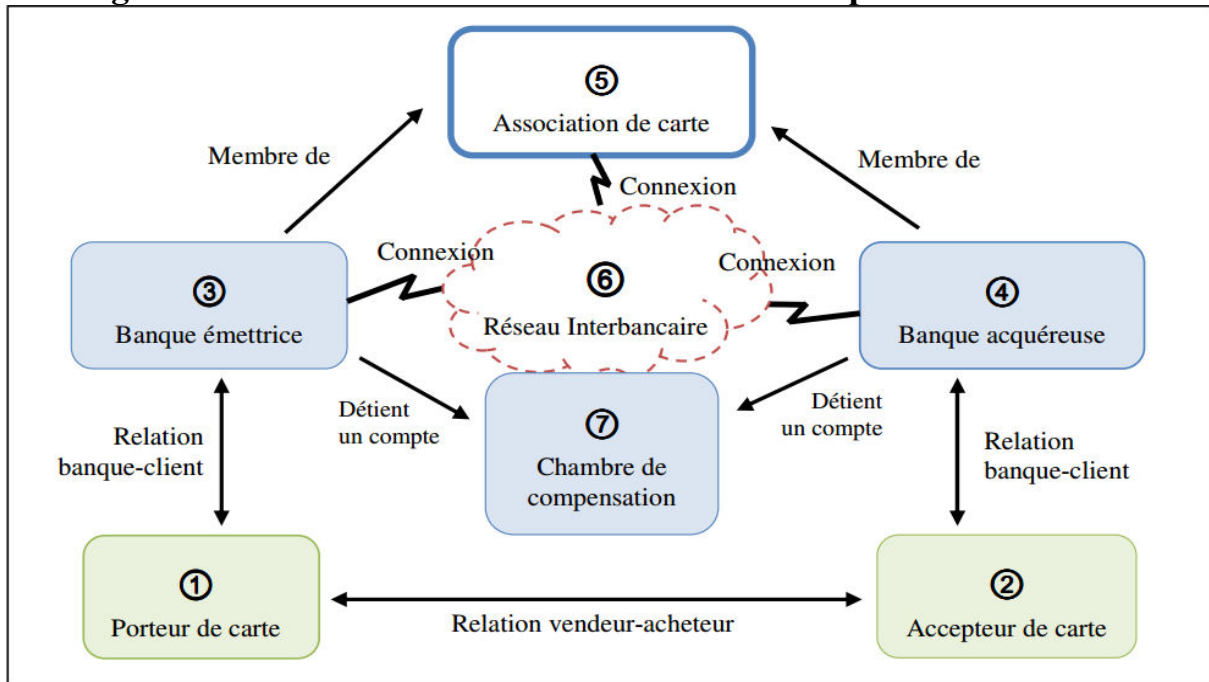 ⑤
Association de carte
Membre de
Membre de
Connexion
Connexion
Connexion
③
Banque émettrice
⑥
Réseau Interbancaire
④
Banque acquéreuse
Détient
un compte
Détient
un compte
⑦
Chambre de
compensation
Relation
banque-client
Relation
banque-client
①
Porteur de carte
Relation vendeur-acheteur
②
Accepteur de carte